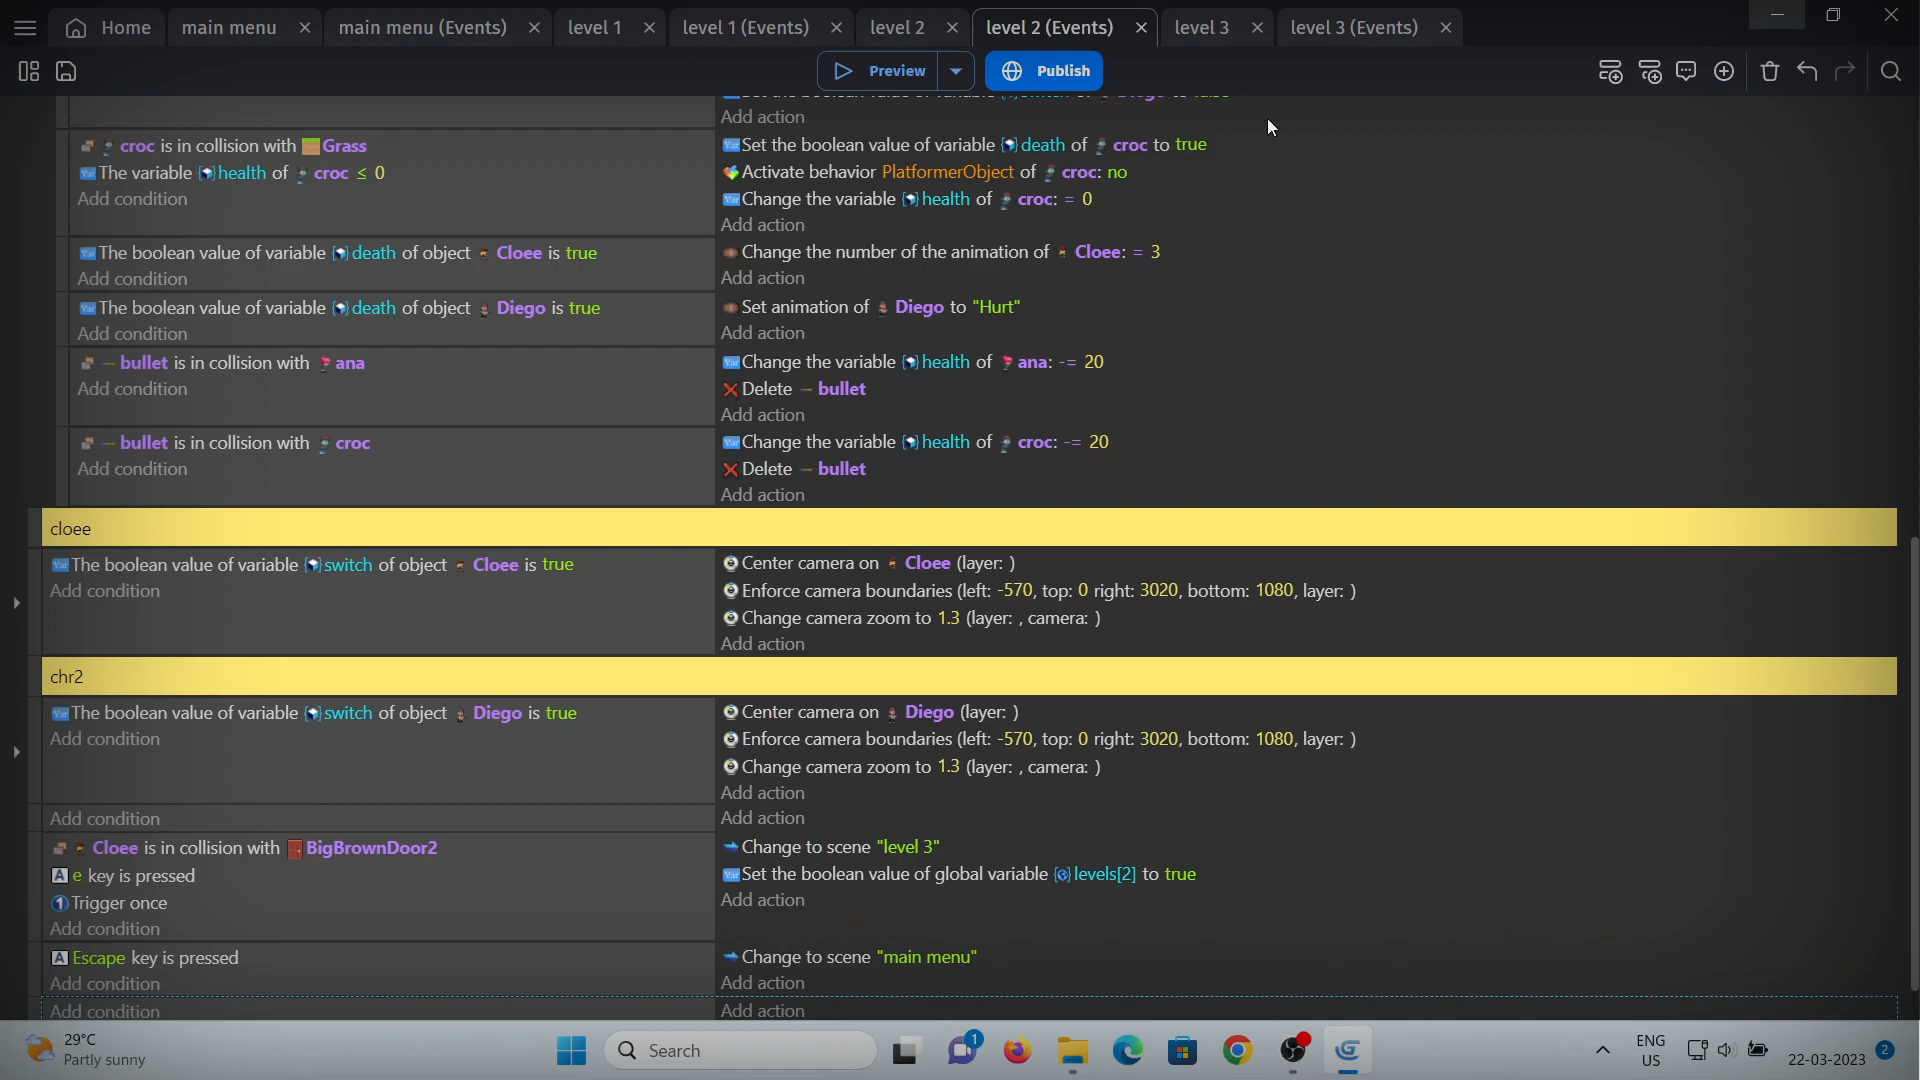 Home
main menu
main menu (Events)
level 1
level 1 (Events)
level 2
level 2 (Events)
level 3
level 3 (Events)
Preview
Publish
Add action
croc is in collision with Grass
The variable health of croc ≤ 0
Add condition
Set the boolean value of variable death of croc to true
Activate behavior PlatformerObject of croc: no
Change the variable health of croc: = 0
Add action
The boolean value of variable death of object Cloee is true
Add condition
Change the number of the animation of Cloee: = 3
Add action
The boolean value of variable death of object Diego is true
Add condition
Set animation of Diego to "Hurt"
Add action
bullet is in collision with ana
Add condition
Change the variable health of ana: -= 20
Delete bullet
Add action
bullet is in collision with croc
Add condition
Change the variable health of croc: -= 20
Delete bullet
Add action
cloee
The boolean value of variable switch of object Cloee is true
Add condition
Center camera on Cloee (layer: )
Enforce camera boundaries (left: -570, top: 0 right: 3020, bottom: 1080, layer: )
Change camera zoom to 1.3 (layer: , camera: )
Add action
chr2
The boolean value of variable switch of object Diego is true
Add condition
Center camera on Diego (layer: )
Enforce camera boundaries (left: -570, top: 0 right: 3020, bottom: 1080, layer: )
Change camera zoom to 1.3 (layer: , camera: )
Add action
Add condition
Add action
Cloee is in collision with BigBrownDoor2
e key is pressed
Trigger once
Add condition
Change to scene "level 3"
Set the boolean value of global variable levels[2] to true
Add action
Escape key is pressed
Add condition
Change to scene "main menu"
Add action
Add condition
Add action
29°C
Partly sunny
Search
1
ENG
US
22-03-2023
2